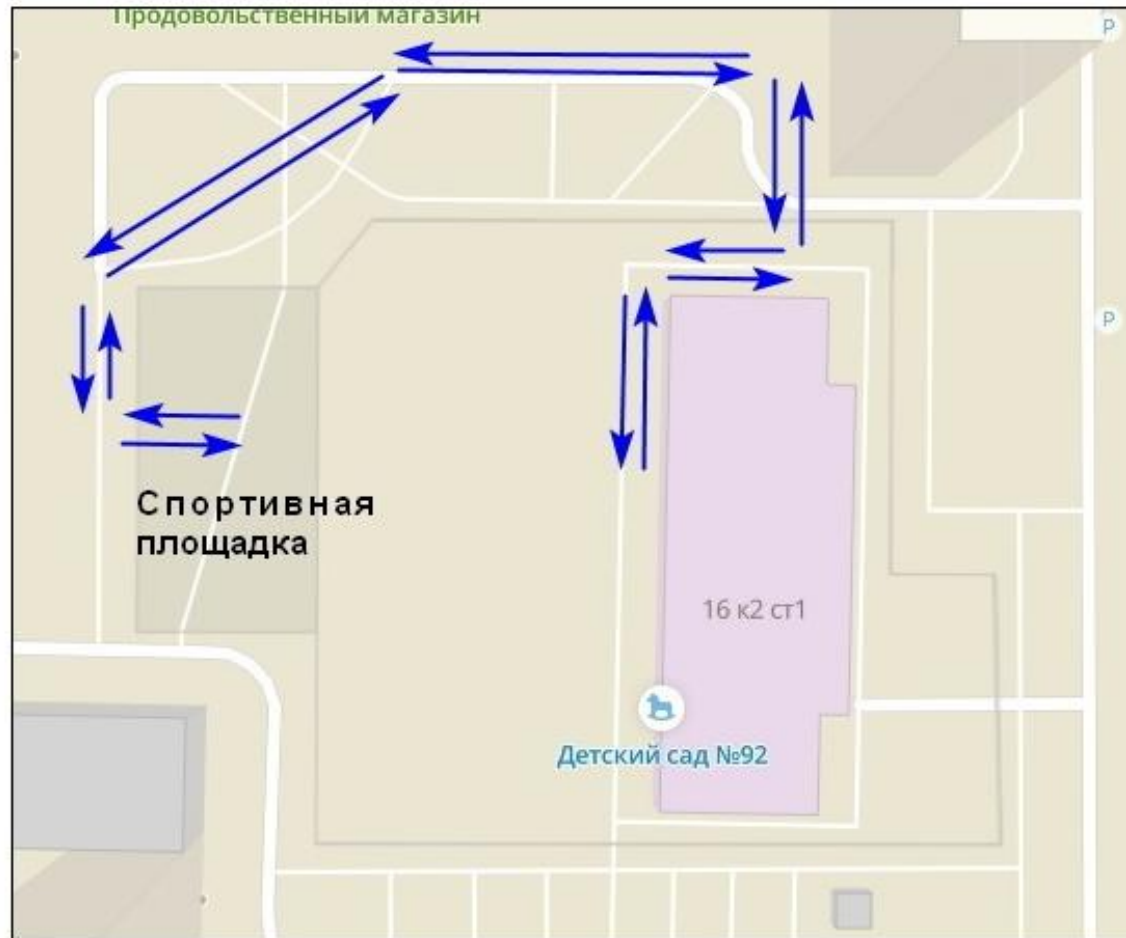 Продовольственный магазин
P
P
Спортивная
площадка
16 к2 ст1
Детский сад №92